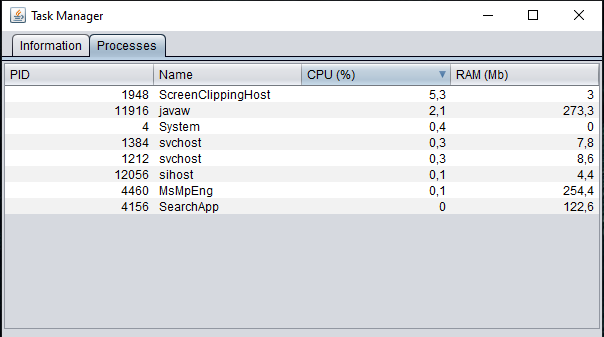 Task Manager
Information Processes
PID Name CPU (%) RAM (Mb)
1948 ScreenClippingHost 5,3 3
11916 javaw 2,1 273,3
4 System 0,4 0
1384 svchost 0,3 7,8
1212 svchost 0,3 8,6
12056 sihost 0,1 4,4
4460 MsMpEng 0,1 254,4
4156 SearchApp 0 122,6